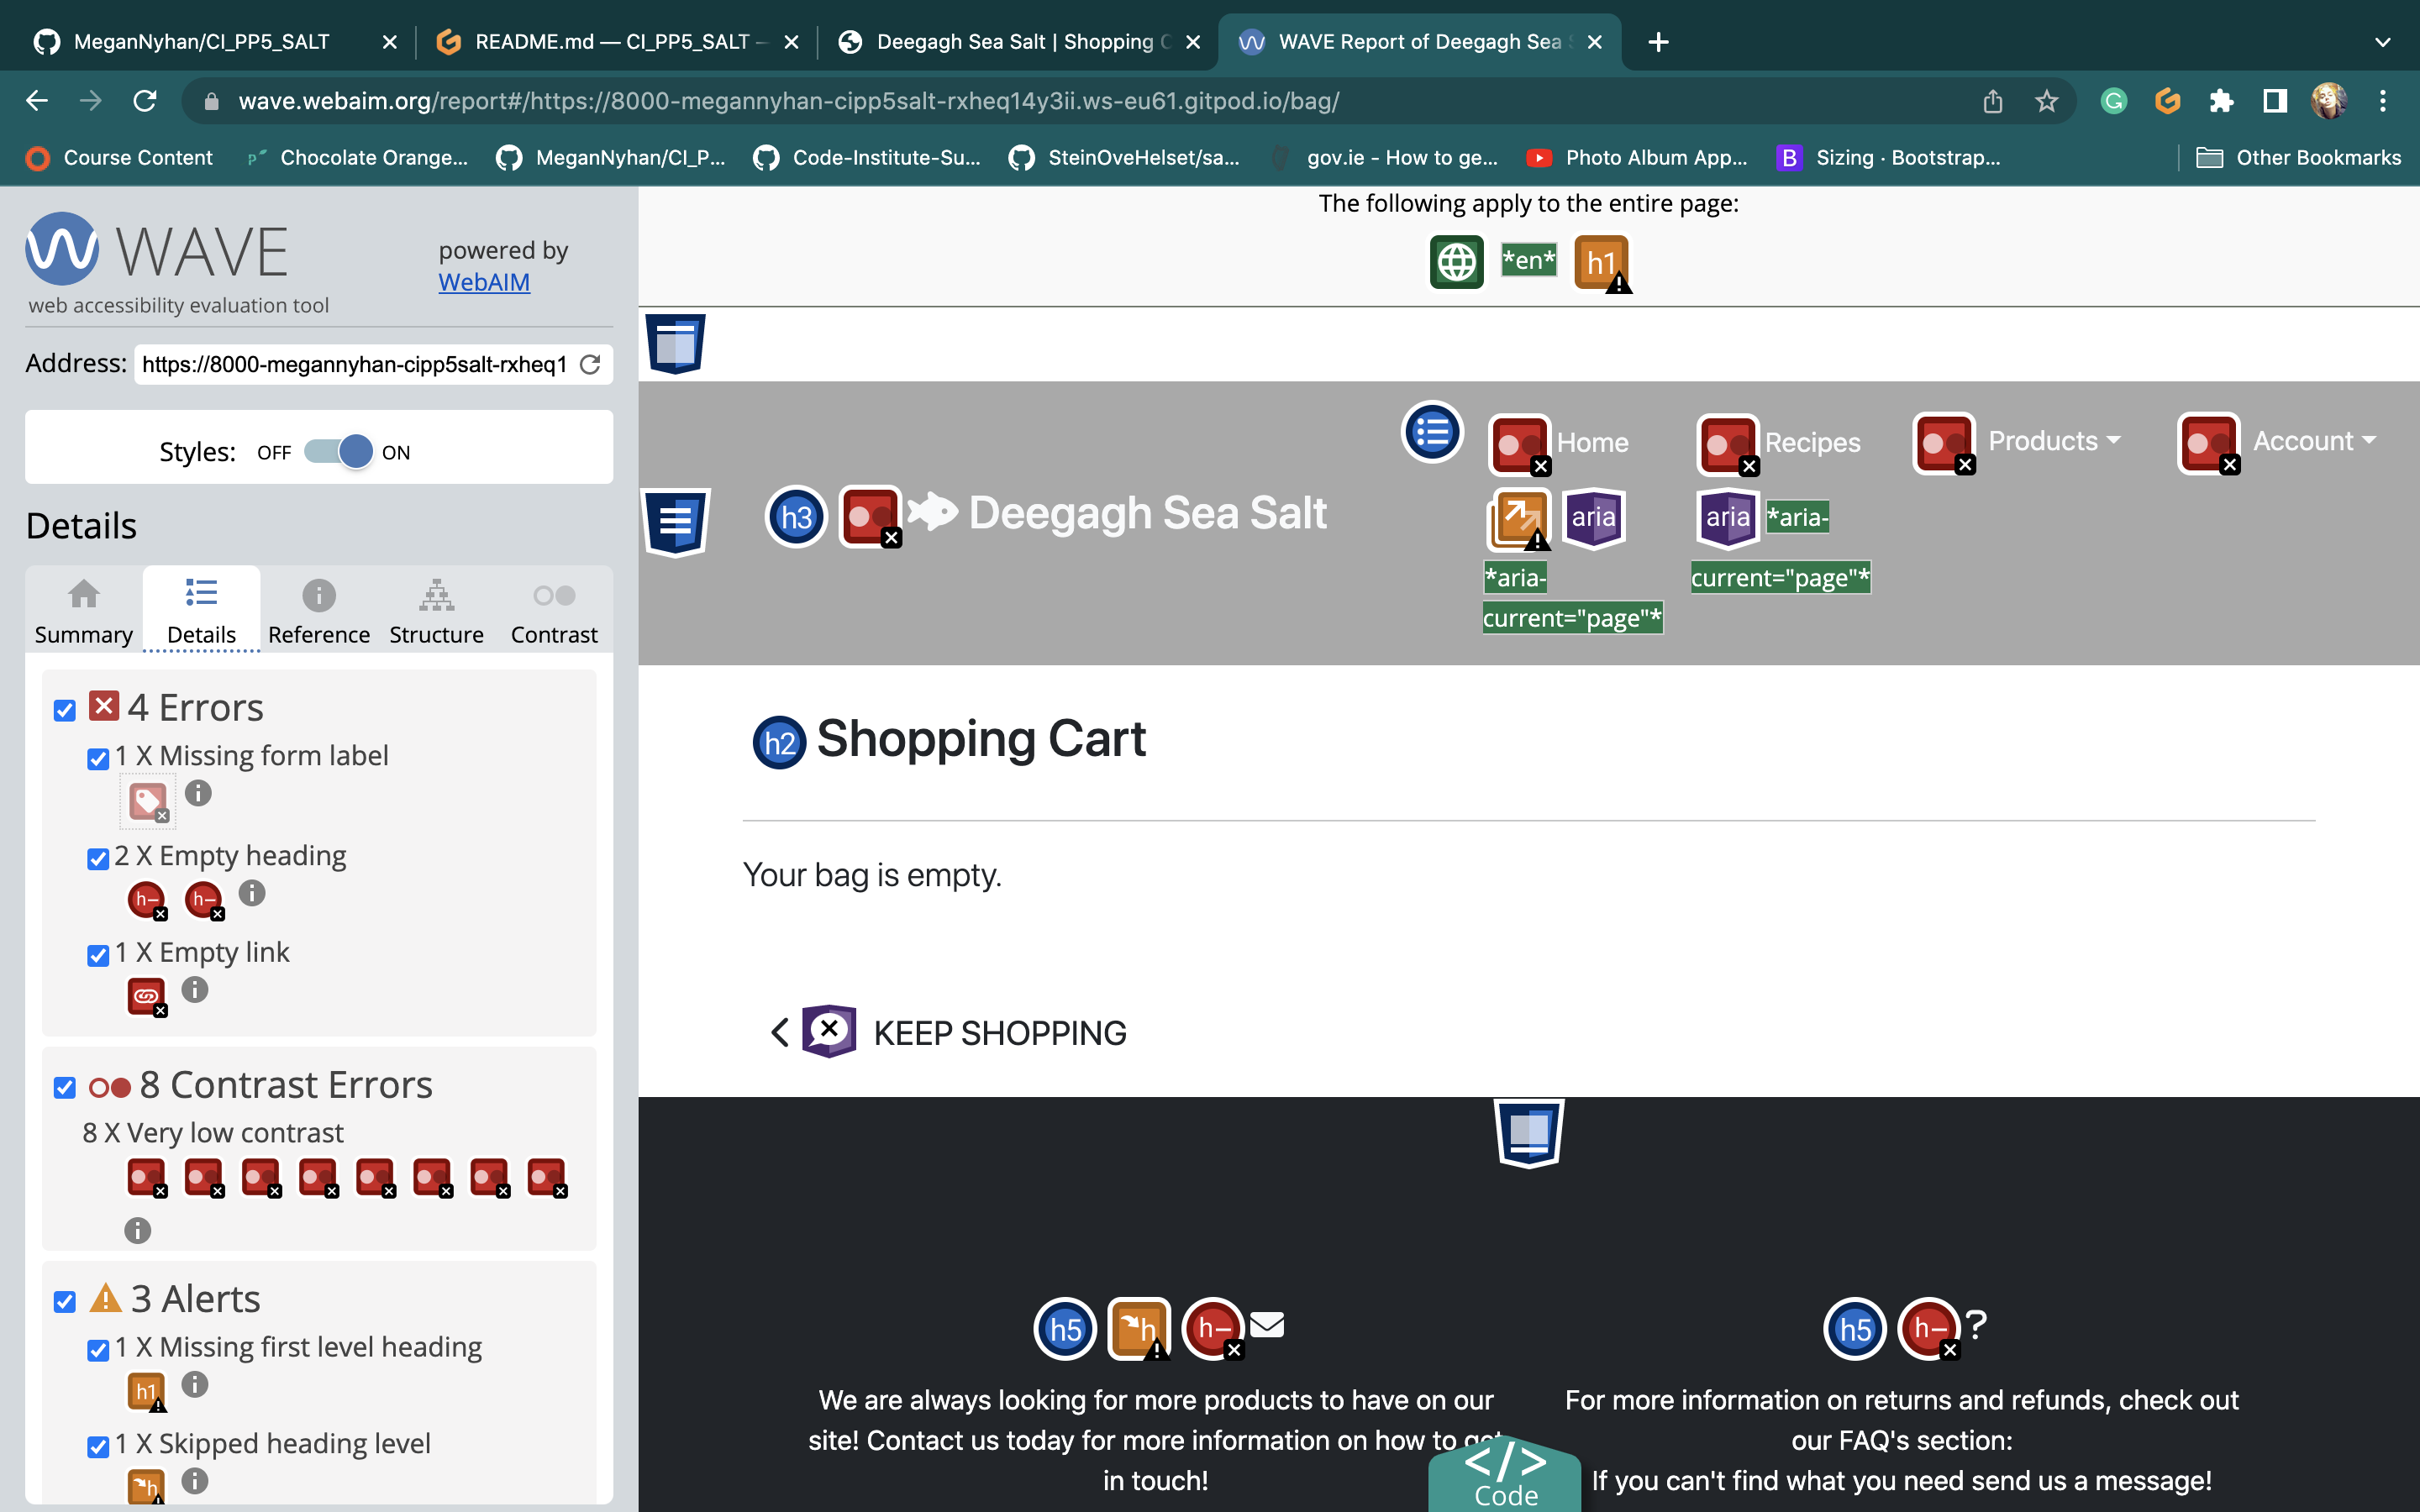 MeganNyhan/CI_PP5_SALT
README.md — CI_PP5_SALT —
Deegagh Sea Salt | Shopping
WAVE Report of Deegagh Sea
wave.webaim.org/report#/https://8000-megannyhan-cipp5salt-rxheq14y3ii.ws-eu61.gitpod.io/bag/
Course Content
Chocolate Orange...
MeganNyhan/CI_P...
Code-Institute-Su...
SteinOveHelset/sa...
gov.ie - How to ge...
Photo Album App...
B Sizing · Bootstrap...
Other Bookmarks
WAVE
web accessibility evaluation tool
powered by
WebAIM
Address: https://8000-megannyhan-cipp5salt-rxheq1
Styles: OFF ON
Details
Summary Details Reference Structure Contrast
4 Errors
1 X Missing form label
2 X Empty heading
h– h–
1 X Empty link
8 Contrast Errors
8 X Very low contrast
3 Alerts
1 X Missing first level heading
h1
1 X Skipped heading level
h
The following apply to the entire page:
*en* h1
Home Recipes Products Account
h3 Deegagh Sea Salt
aria
*aria-
current="page"*
aria *aria-
current="page"*
h2 Shopping Cart
Your bag is empty.
KEEP SHOPPING
h5 h h–
We are always looking for more products to have on our
site! Contact us today for more information on how to get
in touch!
h5 h– ?
For more information on returns and refunds, check out
our FAQ's section:
If you can't find what you need send us a message!
</> Code